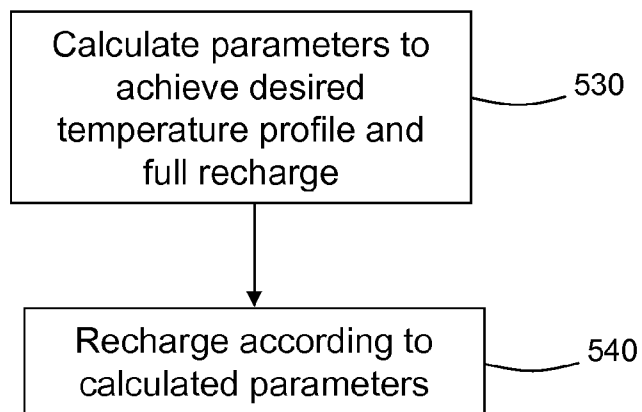 Calculate parameters to
achieve desired
temperature profile and
full recharge
530
Recharge according to
calculated parameters
540